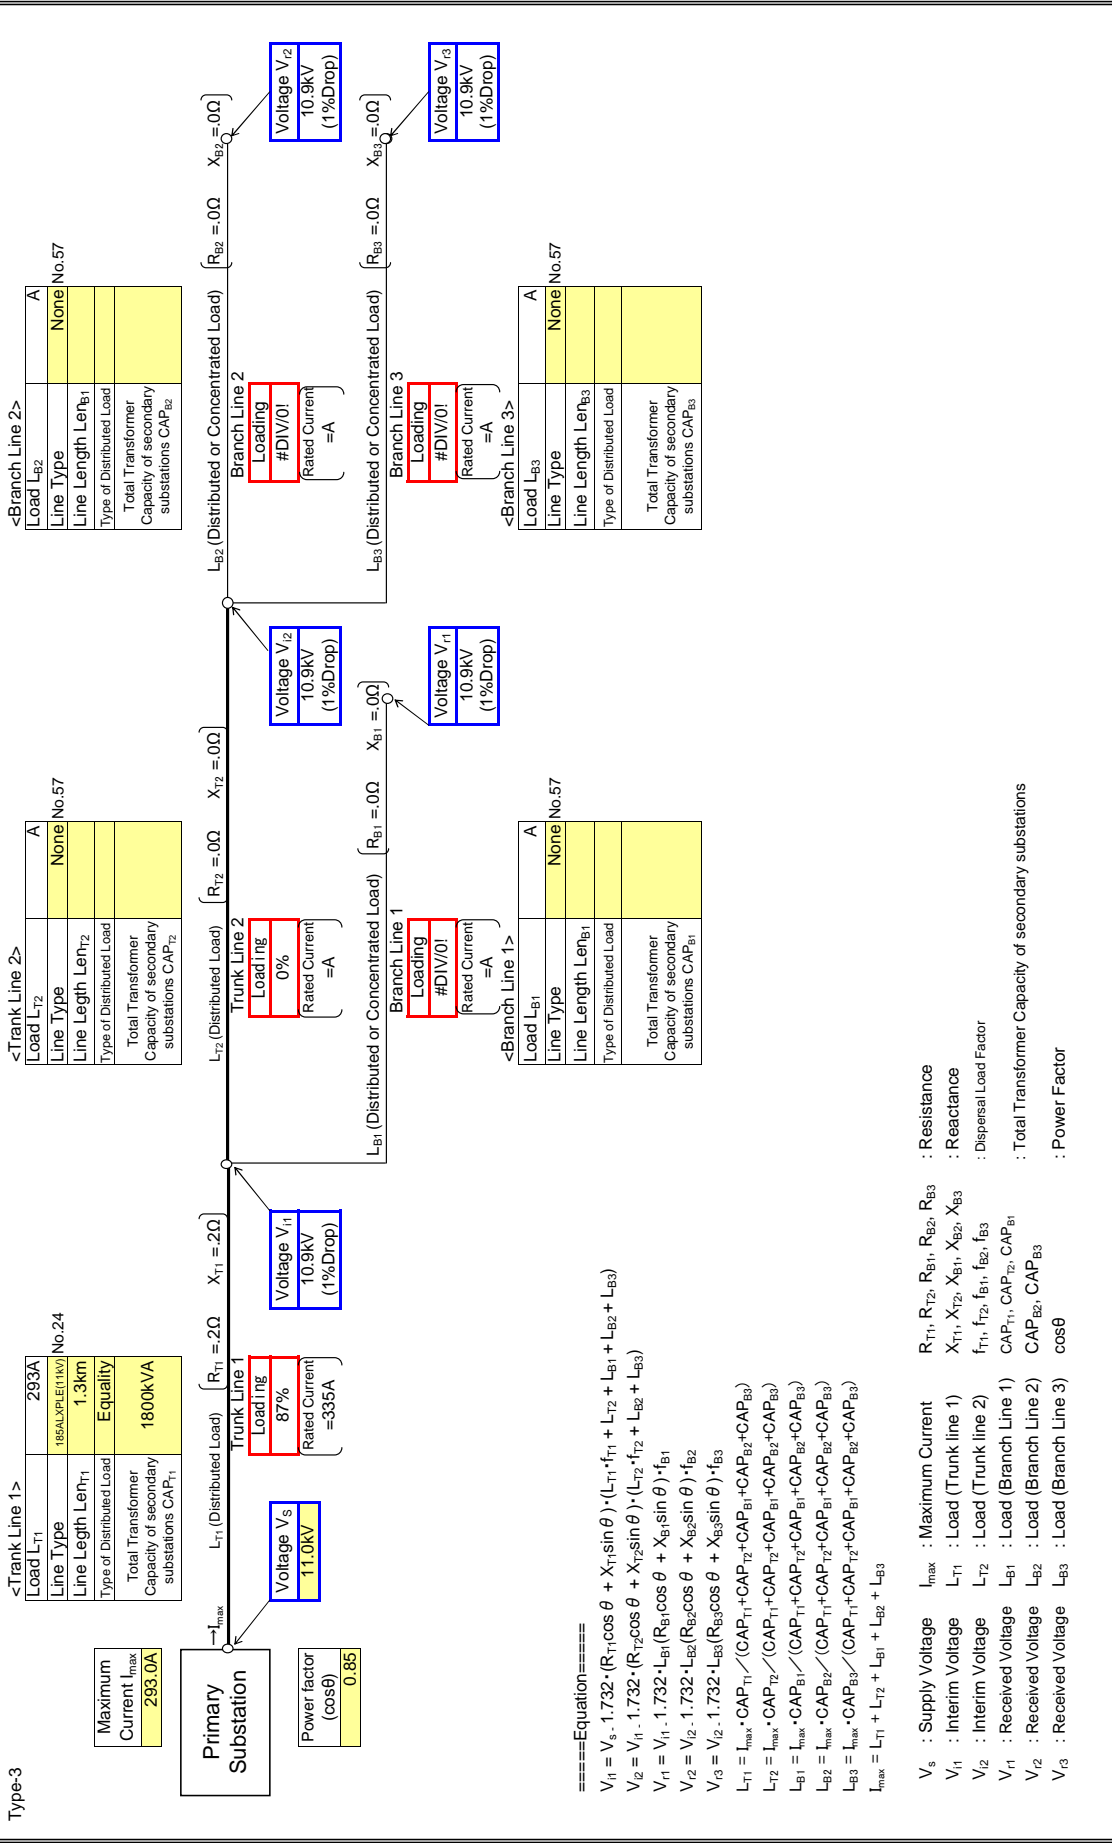 Type-3
Maximum
Current Imax
293.0A
Primary
Substation
→Imax
Power factor
(cosθ)
0.85
Voltage VS
11.0kV
<Trank Line 1>
Load LT1 293A
Line Type 185ALXPLE(11kV) No.24
Line Legth LenT1 1.3km
Type of Distributed Load Equality
Total Transformer
Capacity of secondary
substations CAPT1
1800kVA
LT1 (Distributed Load)
RT1 =.2Ω XT1 =.2Ω
Trunk Line 1
Loading
87%
Rated Current
=335A
Voltage Vi1
10.9kV
(1%Drop)
<Trank Line 2>
Load LT2 A
Line Type None No.57
Line Length LenT2
Type of Distributed Load
Total Transformer
Capacity of secondary
substations CAPT2
LT2 (Distributed Load)
RT2 =.0Ω XT2 =.0Ω
Trunk Line 2
Loading
0%
Rated Current
=A
Voltage Vi2
10.9kV
(1%Drop)
LB1 (Distributed or Concentrated Load)
RB1 =.0Ω XB1 =.0Ω
Branch Line 1
Loading
#DIV/0!
Rated Current
=A
Voltage Vr1
10.9kV
(1%Drop)
<Branch Line 1>
Load LB1 A
Line Type None No.57
Line Length LenB1
Type of Distributed Load
Total Transformer
Capacity of secondary
substations CAPB1
<Branch Line 2>
Load LB2 A
Line Type None No.57
Line Length LenB1
Type of Distributed Load
Total Transformer
Capacity of secondary
substations CAPB2
LB2 (Distributed or Concentrated Load)
RB2 =.0Ω XB2 =.0Ω
Branch Line 2
Loading
#DIV/0!
Rated Current
=A
Voltage Vr2
10.9kV
(1%Drop)
LB3 (Distributed or Concentrated Load)
RB3 =.0Ω XB3 =.0Ω
Branch Line 3
Loading
#DIV/0!
Rated Current
=A
Voltage Vr3
10.9kV
(1%Drop)
<Branch Line 3>
Load LB3 A
Line Type None No.57
Line Length LenB3
Type of Distributed Load
Total Transformer
Capacity of secondary
substations CAPB3
=====Equation=====
Vi1 = Vs - 1.732・(RT1cos θ + XT1sin θ)・(LT1・fT1 + LT2 + LB1 + LB2 + LB3)
Vi2 = Vi1 - 1.732・(RT2cos θ + XT2sin θ)・(LT2・fT2 + LB2 + LB3)
Vr1 = Vi1 - 1.732・LB1(RB1cos θ + XB1sin θ)・fB1
Vr2 = Vi2 - 1.732・LB2(RB2cos θ + XB2sin θ)・fB2
Vr3 = Vi2 - 1.732・LB3(RB3cos θ + XB3sin θ)・fB3
LT1 = Imax・CAPT1／(CAPT1+CAPT2+CAPB1+CAPB2+CAPB3)
LT2 = Imax・CAPT2／(CAPT1+CAPT2+CAPB1+CAPB2+CAPB3)
LB1 = Imax・CAPB1／(CAPT1+CAPT2+CAPB1+CAPB2+CAPB3)
LB2 = Imax・CAPB2／(CAPT1+CAPT2+CAPB1+CAPB2+CAPB3)
LB3 = Imax・CAPB3／(CAPT1+CAPT2+CAPB1+CAPB2+CAPB3)
Imax = LT1 + LT2 + LB1 + LB2 + LB3
Vs : Supply Voltage Imax : Maximum Current RT1, RT2, RB1, RB2, RB3 : Resistance
Vi1 : Interim Voltage LT1 : Load (Trunk line 1) XT1, XT2, XB1, XB2, XB3 : Reactance
Vi2 : Interim Voltage LT2 : Load (Trunk line 2) fT1, fT2, fB1, fB2, fB3 : Dispersal Load Factor
Vr1 : Received Voltage LB1 : Load (Branch Line 1) CAPT1, CAPT2, CAPB1 : Total Transformer Capacity of secondary substations
Vr2 : Received Voltage LB2 : Load (Branch Line 2) CAPB2, CAPB3
Vr3 : Received Voltage LB3 : Load (Branch Line 3) cosθ : Power Factor